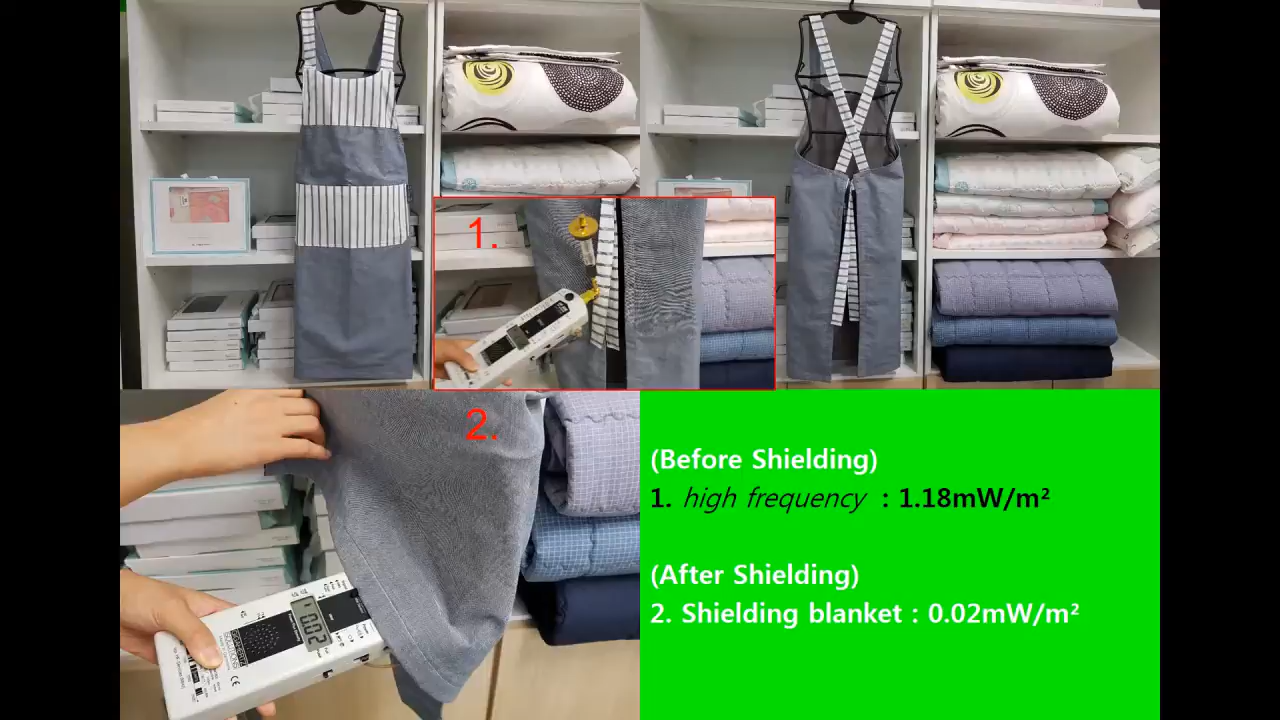 1.
2.
0.02
CE
(Before Shielding)
1. high frequency : 1.18mW/m²
(After Shielding)
2. Shielding blanket : 0.02mW/m²